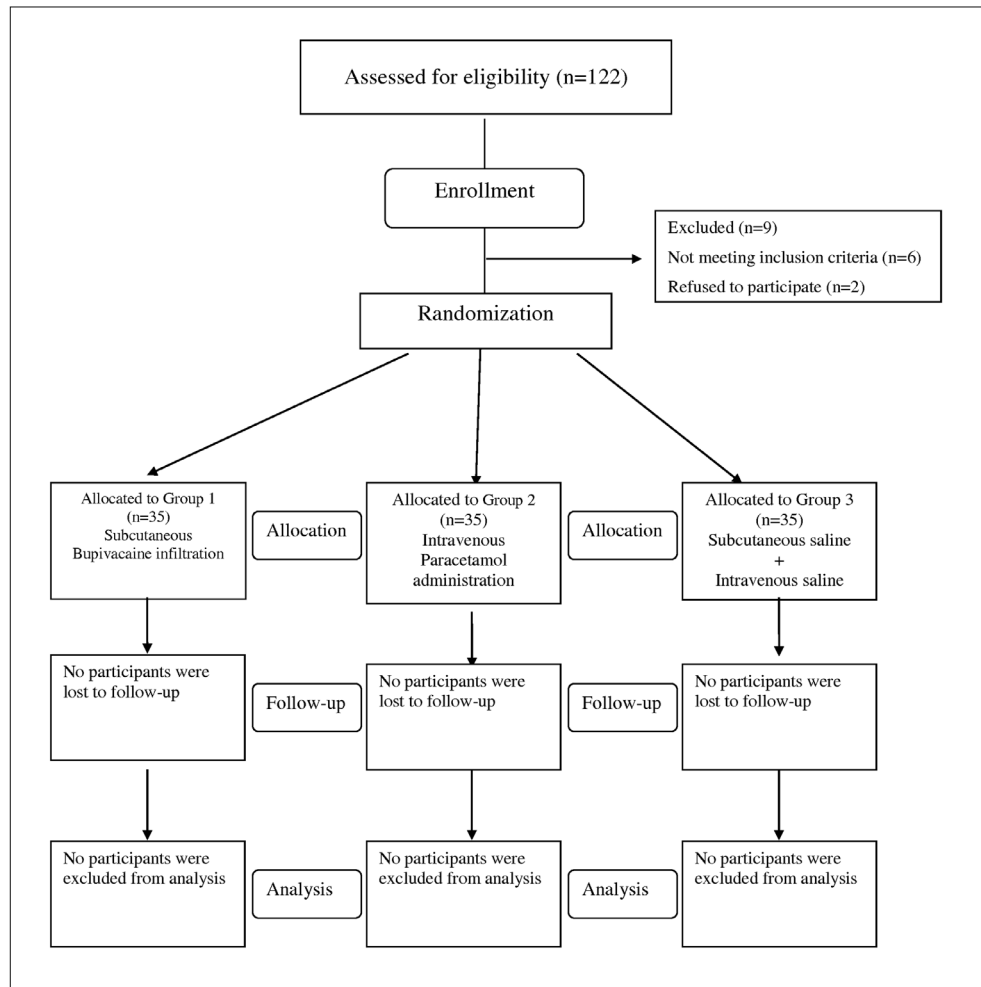 Assessed for eligibility (n=122)
Enrollment
Excluded (n=9)
Not meeting inclusion criteria (n=6)
Refused to participate (n=2)
Randomization
Allocated to Group 1
(n=35)
Subcutaneous
Bupivacaine infiltration
Allocation
Allocated to Group 2
(n=35)
Intravenous
Paracetamol
administration
Allocation
Allocated to Group 3
(n=35)
Subcutaneous saline
+
Intravenous saline
No participants were
lost to follow-up
Follow-up
No participants were
lost to follow-up
Follow-up
No participants were
lost to follow-up
No participants were
excluded from analysis
Analysis
No participants were
excluded from analysis
Analysis
No participants were
excluded from analysis